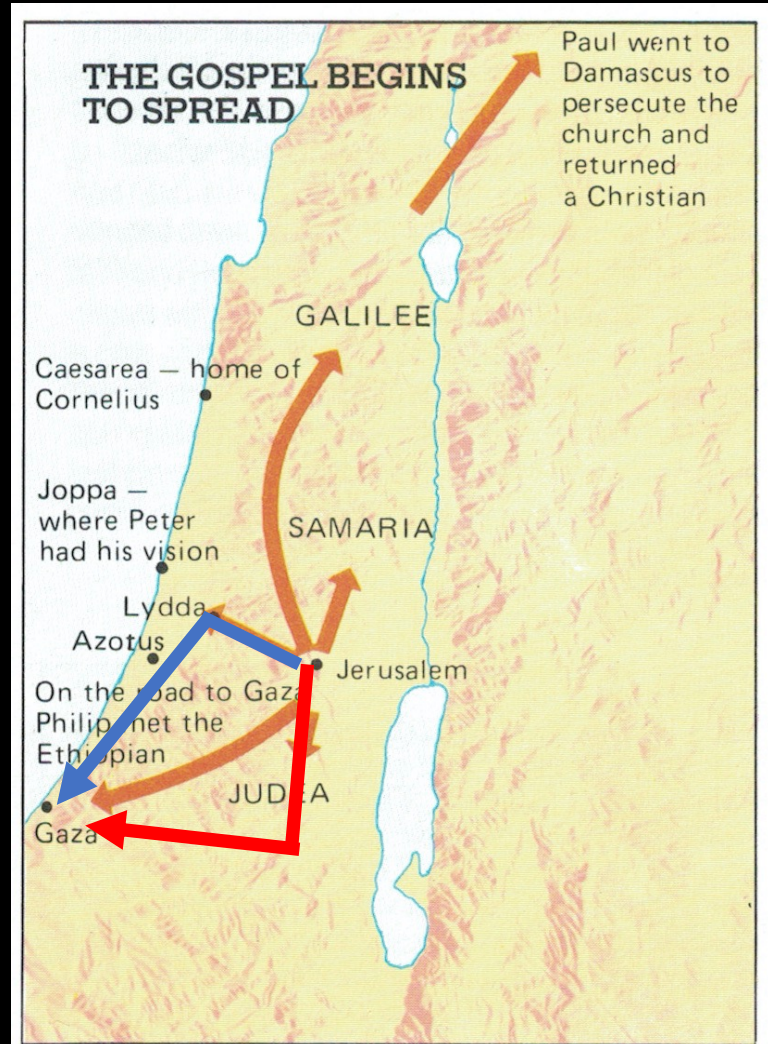 THE GOSPEL BEGINS
TO SPREAD
Paul went to
Damascus to
persecute the
church and
returned
a Christian
GALILEE
Caesarea — home of
Cornelius
Joppa —
where Peter
had his vision
SAMARIA
Lydda
Azotus
Jerusalem
On the road to Gaza
Philip met the
Ethiopian
JUDEA
Gaza